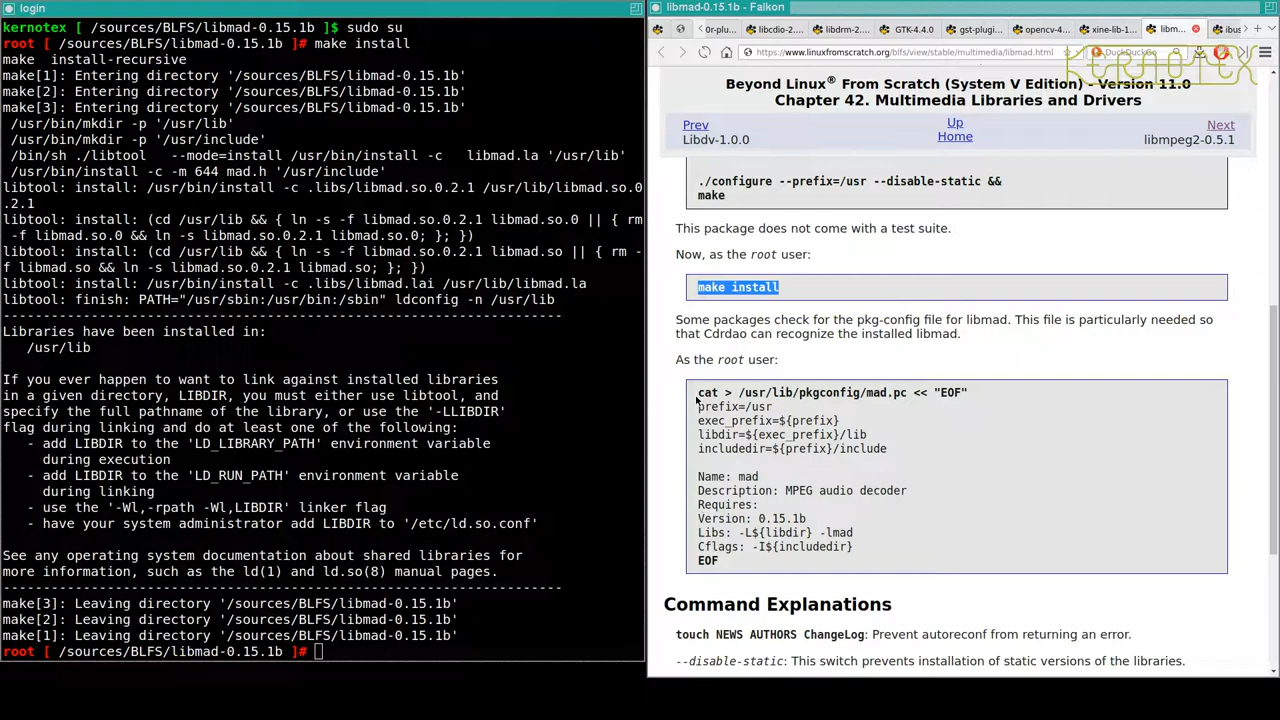 login
kernotex [ /sources/BLFS/libmad-0.15.1b ]$ sudo su
root [ /sources/BLFS/libmad-0.15.1b ]# make install
make  install-recursive
make[1]: Entering directory '/sources/BLFS/libmad-0.15.1b'
make[2]: Entering directory '/sources/BLFS/libmad-0.15.1b'
make[3]: Entering directory '/sources/BLFS/libmad-0.15.1b'
 /usr/bin/mkdir -p '/usr/lib'
 /usr/bin/mkdir -p '/usr/include'
 /bin/sh ./libtool   --mode=install /usr/bin/install -c   libmad.la '/usr/lib'
 /usr/bin/install -c -m 644 mad.h '/usr/include'
libtool: install: /usr/bin/install -c .libs/libmad.so.0.2.1 /usr/lib/libmad.so.0
.2.1
libtool: install: (cd /usr/lib && { ln -s -f libmad.so.0.2.1 libmad.so.0 || { rm
 -f libmad.so.0 && ln -s libmad.so.0.2.1 libmad.so.0; }; })
libtool: install: (cd /usr/lib && { ln -s -f libmad.so.0.2.1 libmad.so || { rm -
f libmad.so && ln -s libmad.so.0.2.1 libmad.so; }; })
libtool: install: /usr/bin/install -c .libs/libmad.lai /usr/lib/libmad.la
libtool: finish: PATH="/usr/sbin:/usr/bin:/sbin" ldconfig -n /usr/lib
----------------------------------------------------------------------
Libraries have been installed in:
   /usr/lib

If you ever happen to want to link against installed libraries
in a given directory, LIBDIR, you must either use libtool, and
specify the full pathname of the library, or use the '-LLIBDIR'
flag during linking and do at least one of the following:
   - add LIBDIR to the 'LD_LIBRARY_PATH' environment variable
     during execution
   - add LIBDIR to the 'LD_RUN_PATH' environment variable
     during linking
   - use the '-Wl,-rpath -Wl,LIBDIR' linker flag
   - have your system administrator add LIBDIR to '/etc/ld.so.conf'

See any operating system documentation about shared libraries for
more information, such as the ld(1) and ld.so(8) manual pages.
----------------------------------------------------------------------
make[3]: Leaving directory '/sources/BLFS/libmad-0.15.1b'
make[2]: Leaving directory '/sources/BLFS/libmad-0.15.1b'
make[1]: Leaving directory '/sources/BLFS/libmad-0.15.1b'
root [ /sources/BLFS/libmad-0.15.1b ]#
libmad-0.15.1b - Falkon
0r-plug libcdio-2. libdrm-2. GTK-4.4.0 gst-plugi opencv-4. xine-lib-1 libm... ibus
https://www.linuxfromscratch.org/blfs/view/stable/multimedia/libmad.html DuckDuckGo
KERNOTEX
Beyond Linux® From Scratch (System V Edition) - Version 11.0
Chapter 42. Multimedia Libraries and Drivers
Prev Up Next
Libdv-1.0.0 Home libmpeg2-0.5.1
./configure --prefix=/usr --disable-static &&
make
This package does not come with a test suite.
Now, as the root user:
make install
Some packages check for the pkg-config file for libmad. This file is particularly needed so
that Cdrdao can recognize the installed libmad.
As the root user:
cat > /usr/lib/pkgconfig/mad.pc << "EOF"
prefix=/usr
exec_prefix=${prefix}
libdir=${exec_prefix}/lib
includedir=${prefix}/include

Name: mad
Description: MPEG audio decoder
Requires:
Version: 0.15.1b
Libs: -L${libdir} -lmad
Cflags: -I${includedir}
EOF
Command Explanations
touch NEWS AUTHORS ChangeLog: Prevent autoreconf from returning an error.
--disable-static: This switch prevents installation of static versions of the libraries.